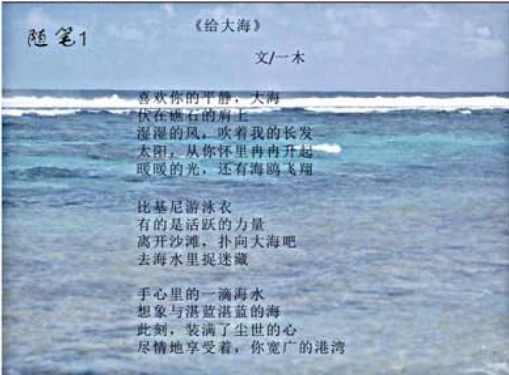 随笔1
《给大海》
文/一木
喜欢你的平静，大海
伏在礁石的肩上
湿湿的风，吹着我的长发
太阳，从你怀里冉冉升起
暖暖的光，还有海鸥飞翔
比基尼游泳衣
有的是活跃的力量
离开沙滩，扑向大海吧
去海水里捉迷藏
手心里的一滴海水
想象与湛蓝湛蓝的海
此刻，装满了尘世的心
尽情地享受着，你宽广的港湾